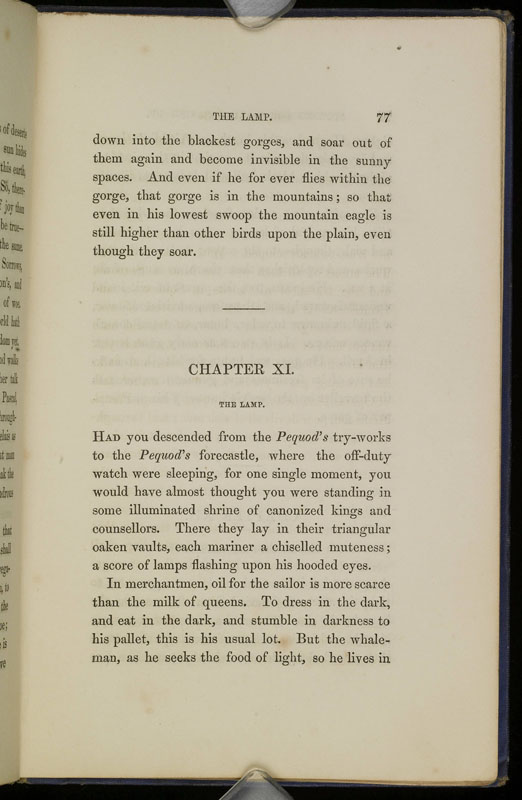 THE LAMP. 77
down into the blackest gorges, and soar out of
them again and become invisible in the sunny
spaces. And even if he for ever flies within the
gorge, that gorge is in the mountains; so that
even in his lowest swoop the mountain eagle is
still higher than other birds upon the plain, even
though they soar.
CHAPTER XI.
THE LAMP.
HAD you descended from the Pequod's try-works
to the Pequod's forecastle, where the off-duty
watch were sleeping, for one single moment, you
would have almost thought you were standing in
some illuminated shrine of canonized kings and
counsellors. There they lay in their triangular
oaken vaults, each mariner a chiselled muteness;
a score of lamps flashing upon his hooded eyes.
In merchantmen, oil for the sailor is more scarce
than the milk of queens. To dress in the dark,
and eat in the dark, and stumble in darkness to
his pallet, this is his usual lot. But the whale-
man, as he seeks the food of light, so he lives in